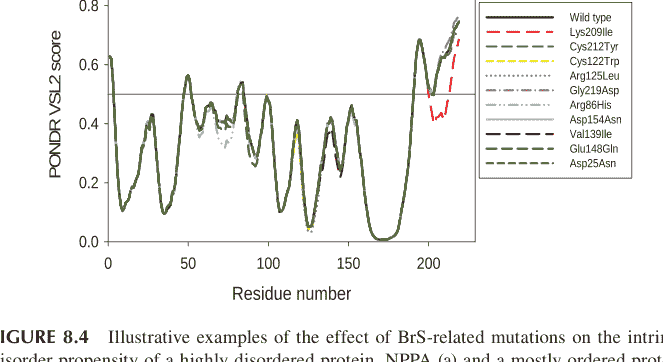 0.8
0.6
0.4
0.2
0.0
PONDR VSL2 score
0
50
100
150
200
Residue number
Wild type
Lys209Ile
Cys212Tyr
Cys122Trp
Arg125Leu
Gly219Asp
Arg86His
Asp154Asn
Val139Ile
Glu148Gln
Asp25Asn
IGURE 8.4 Illustrative examples of the effect of BrS-related mutations on the intrin
isorder propensity of a highly disordered protein, NPPA (a) and a mostly ordered prot